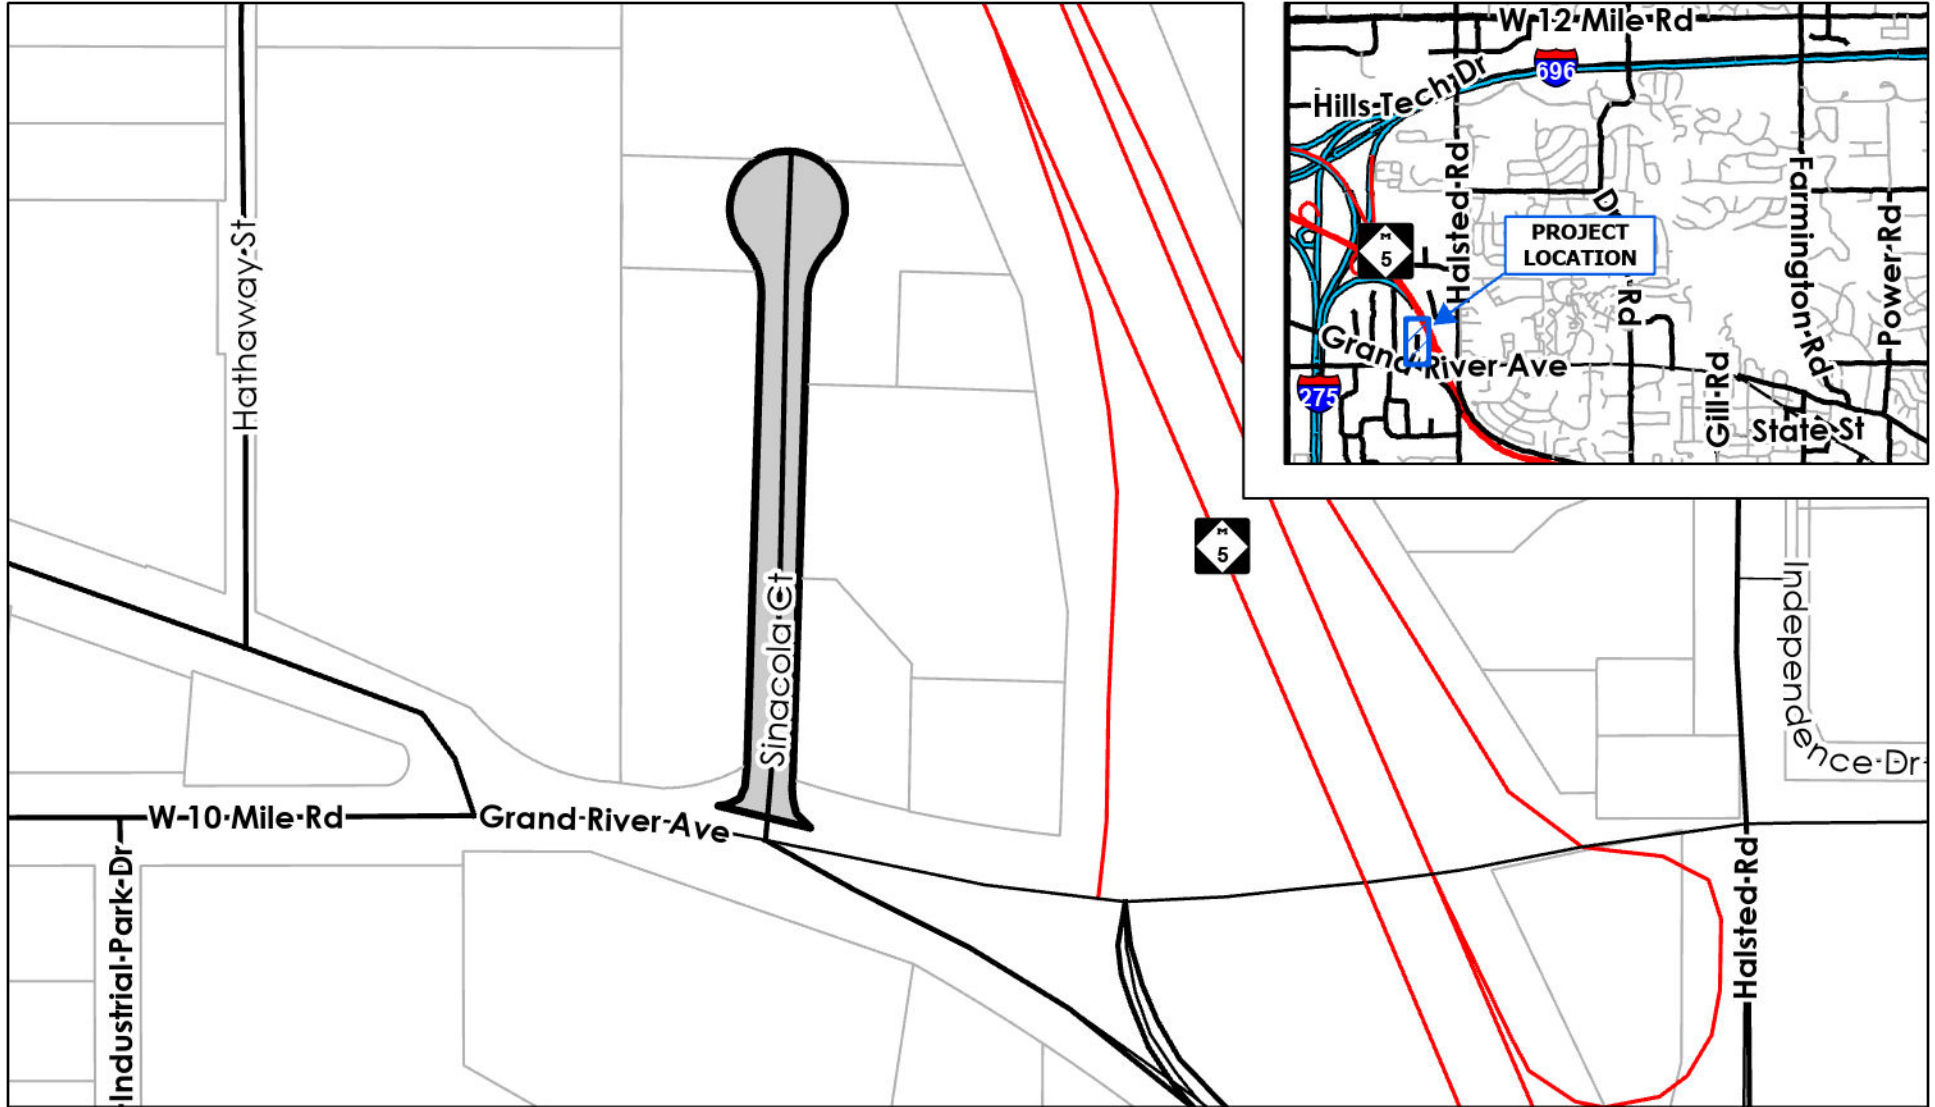 W 12 Mile Rd
696
Hills Tech Dr
Halsted Rd
Farmington Rd
Power Rd
M
5
PROJECT
LOCATION
Dr
Rd
Grand River Ave
275
Gill Rd
State St
Hathaway St
M
5
Sinacola Ct
Independence Dr
W 10 Mile Rd
Grand River Ave
Industrial Park Dr
Halsted Rd